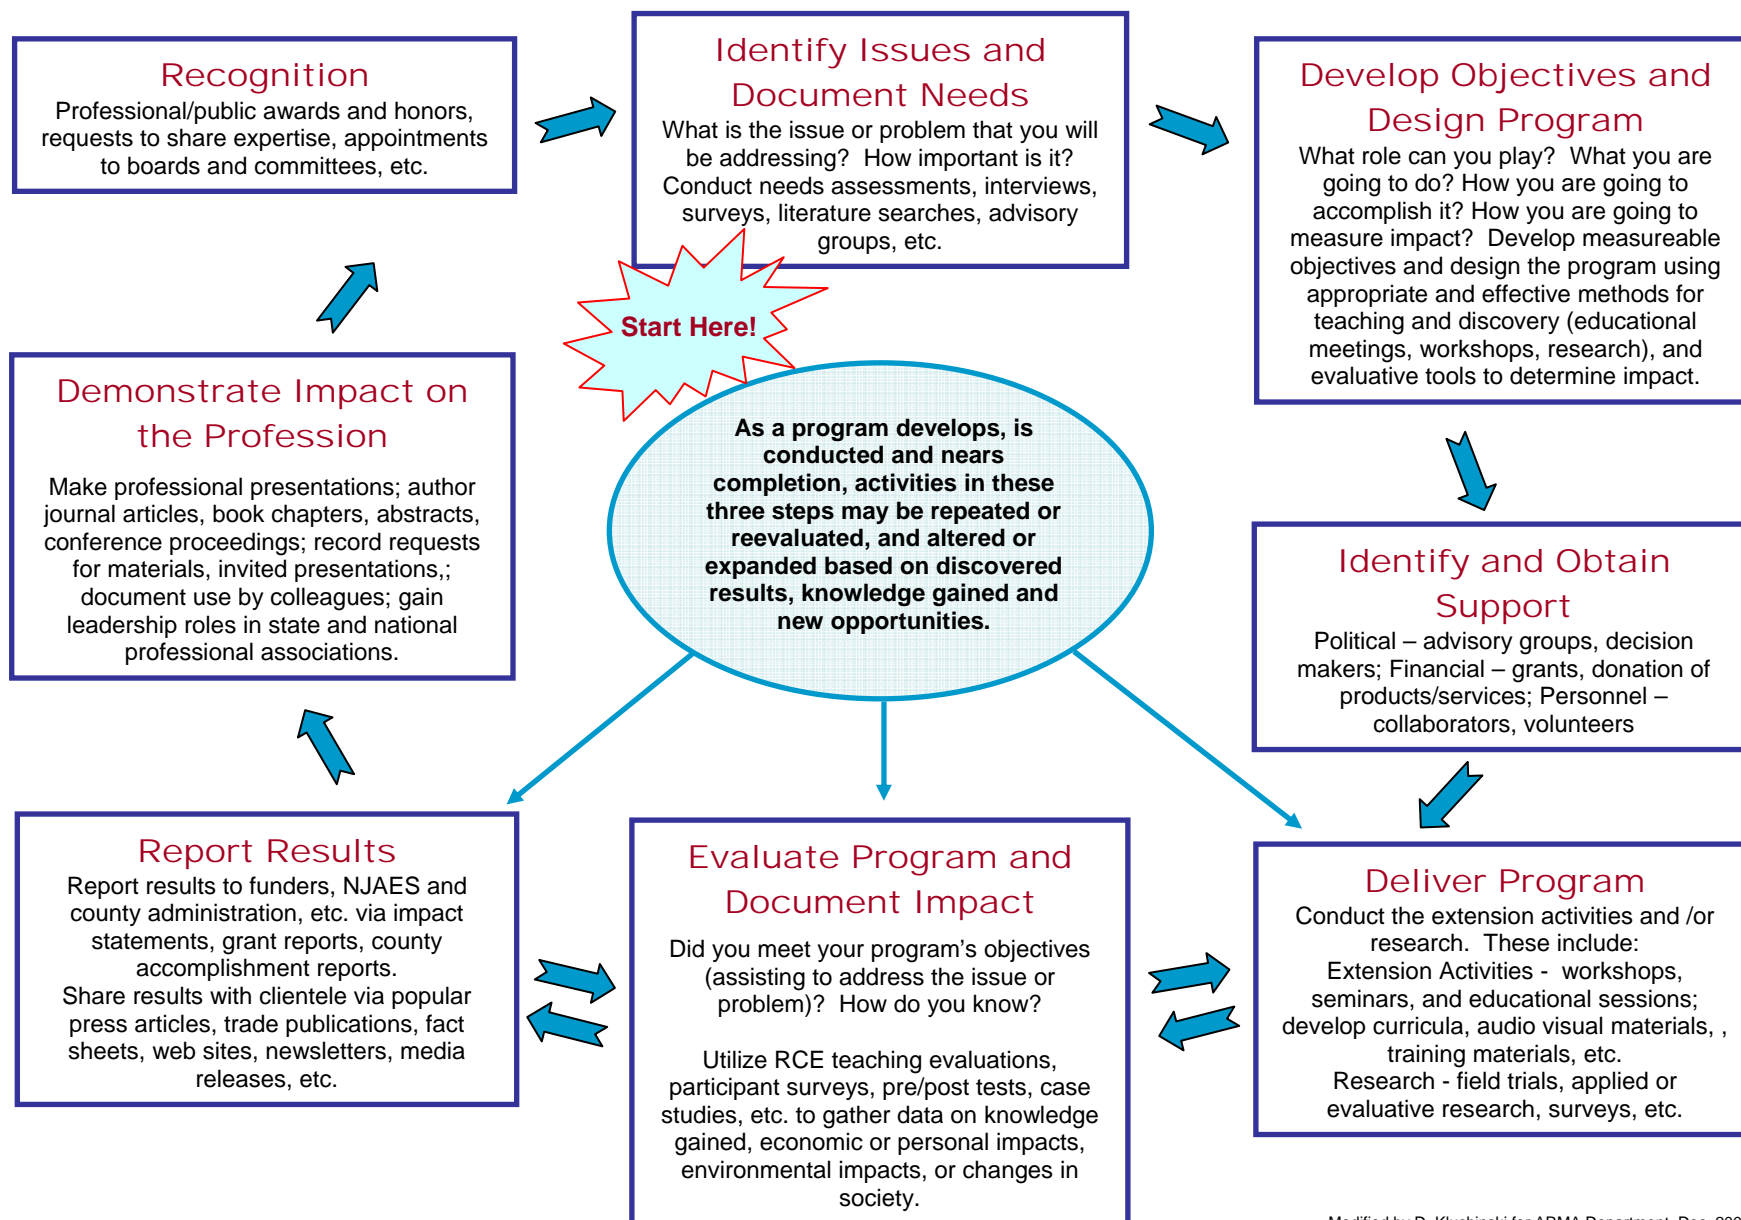 Recognition
Professional/public awards and honors,
requests to share expertise, appointments
to boards and committees, etc.
Identify Issues and
Document Needs
What is the issue or problem that you will
be addressing?  How important is it?
Conduct needs assessments, interviews,
surveys, literature searches, advisory
groups, etc.
Develop Objectives and
Design Program
What role can you play?  What you are
going to do? How you are going to
accomplish it? How you are going to
measure impact?  Develop measureable
objectives and design the program using
appropriate and effective methods for
teaching and discovery (educational
meetings, workshops, research), and
evaluative tools to determine impact.
Start Here!
Demonstrate Impact on
the Profession
Make professional presentations; author
journal articles, book chapters, abstracts,
conference proceedings; record requests
for materials, invited presentations,;
document use by colleagues; gain
leadership roles in state and national
professional associations.
As a program develops, is
conducted and nears
completion, activities in these
three steps may be repeated or
reevaluated, and altered or
expanded based on discovered
results, knowledge gained and
new opportunities.
Identify and Obtain
Support
Political – advisory groups, decision
makers; Financial – grants, donation of
products/services; Personnel –
collaborators, volunteers
Report Results
Report results to funders, NJAES and
county administration, etc. via impact
statements, grant reports, county
accomplishment reports.
Share results with clientele via popular
press articles, trade publications, fact
sheets, web sites, newsletters, media
releases, etc.
Evaluate Program and
Document Impact
Did you meet your program’s objectives
(assisting to address the issue or
problem)?  How do you know?
Utilize RCE teaching evaluations,
participant surveys, pre/post tests, case
studies, etc. to gather data on knowledge
gained, economic or personal impacts,
environmental impacts, or changes in
society.
Deliver Program
Conduct the extension activities and /or
research.  These include:
Extension Activities -  workshops,
seminars, and educational sessions;
develop curricula, audio visual materials, ,
training materials, etc.
Research - field trials, applied or
evaluative research, surveys, etc.